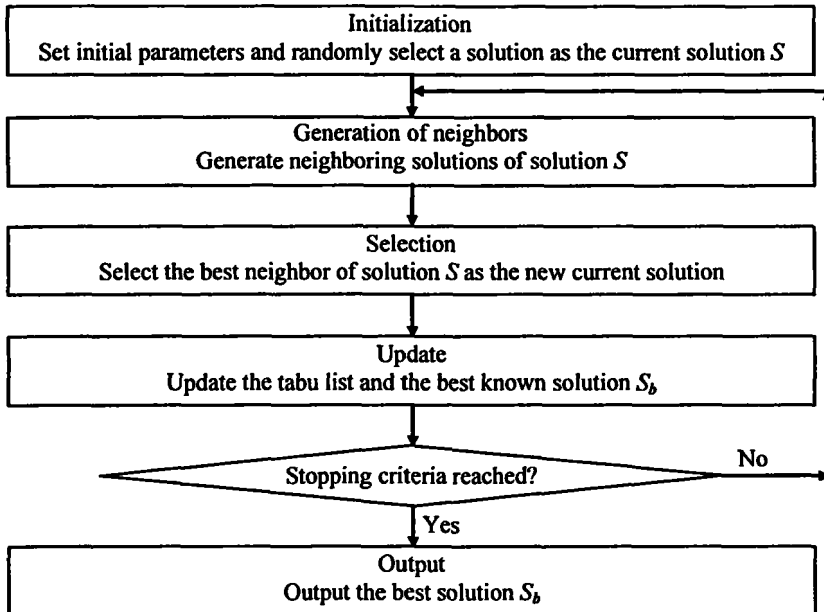 Initialization
Set initial parameters and randomly select a solution as the current solution S
Generation of neighbors
Generate neighboring solutions of solution S
Selection
Select the best neighbor of solution S as the new current solution
Update
Update the tabu list and the best known solution S_b
Stopping criteria reached?
No
Yes
Output
Output the best solution S_b